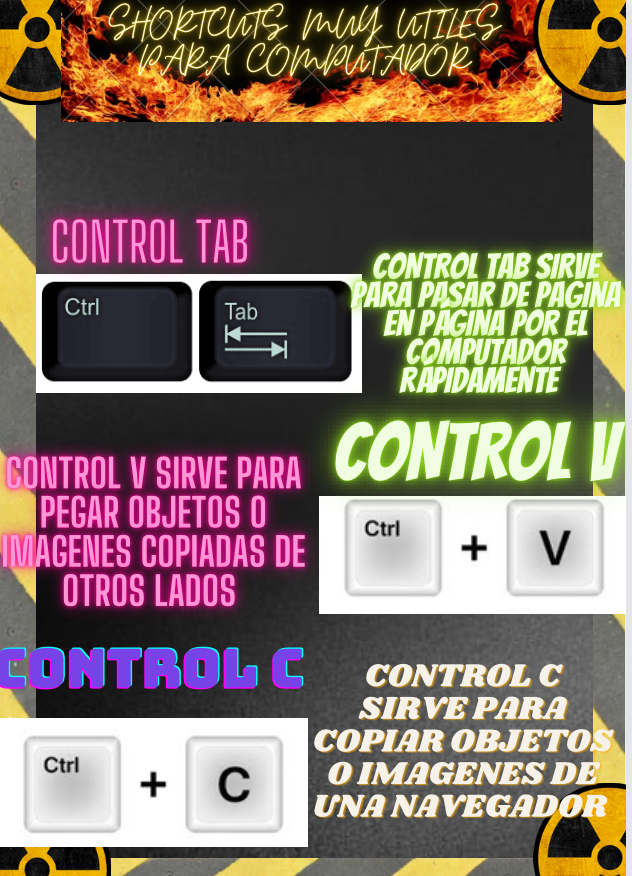 SHORTCUTS MUY UTILES
PARA COMPUTADOR
CONTROL TAB
Ctrl
Tab
CONTROL TAB SIRVE
PARA PASAR DE PAGINA
EN PAGINA POR EL
COMPUTADOR
RAPIDAMENTE
CONTROL V
CONTROL V SIRVE PARA
PEGAR OBJETOS O
IMAGENES COPIADAS DE
OTROS LADOS
Ctrl + V
CONTROL C
Ctrl + C
CONTROL C
SIRVE PARA
COPIAR OBJETOS
O IMAGENES DE
UNA NAVEGADOR